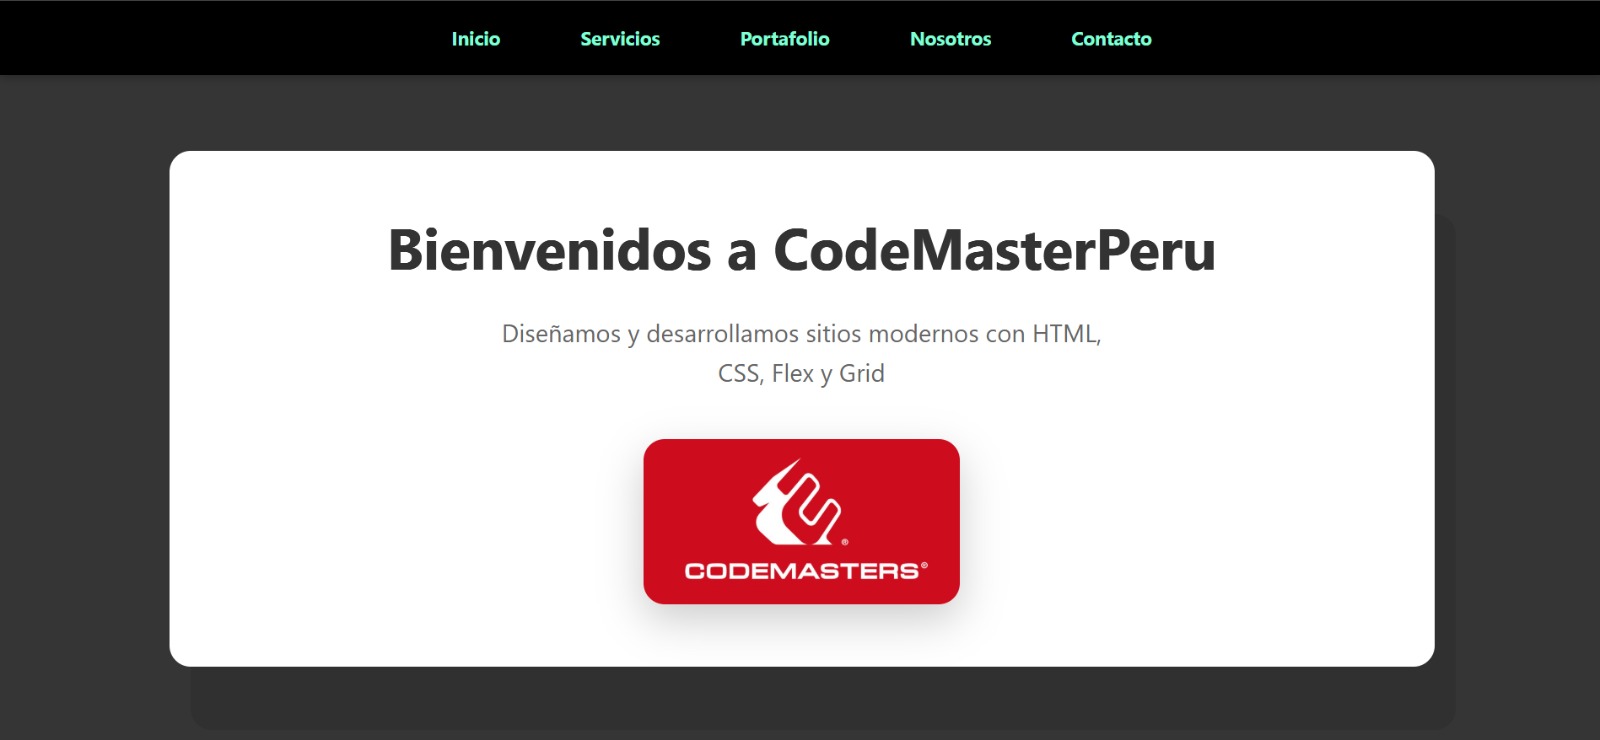 Inicio Servicios Portafolio Nosotros Contacto
Bienvenidos a CodeMasterPeru
Diseñamos y desarrollamos sitios modernos con HTML,
CSS, Flex y Grid
®
CODEMASTERS®